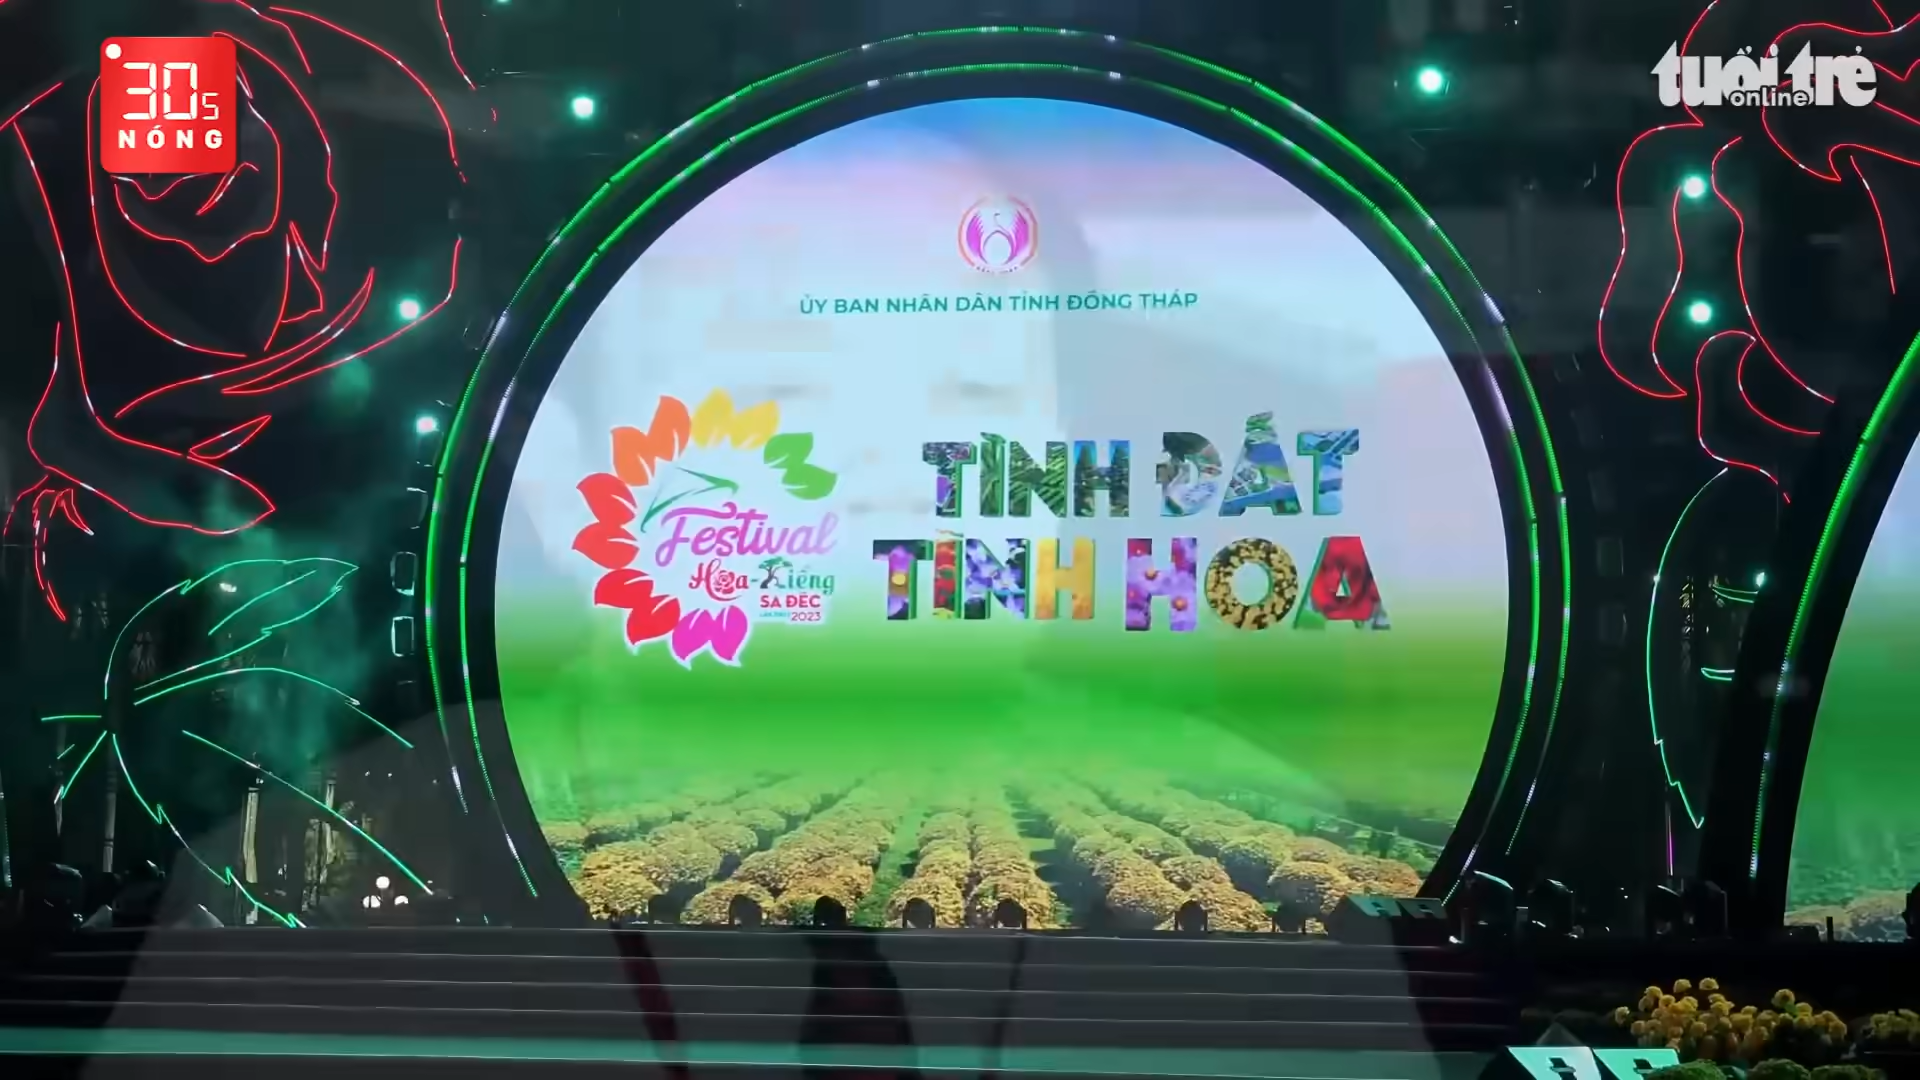 30s
NÓNG
tuổi trẻ
online
ỦY BAN NHÂN DÂN TỈNH ĐỒNG THÁP
TÌNH ĐẤT
TÌNH HOA
Festival
Hoa-Kiểng
SA ĐÉC
2023